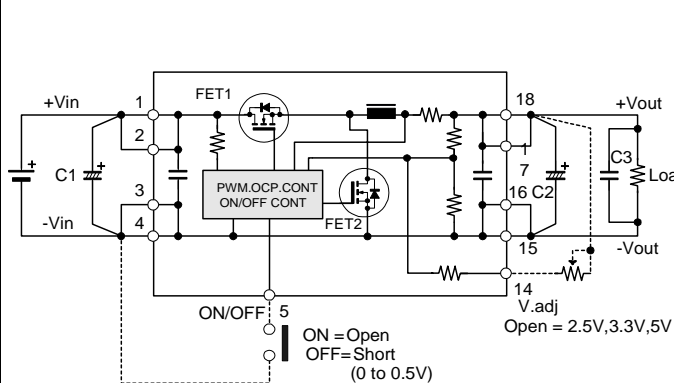 FET1
+Vin
1
18
+Vout
2
1
7
C1
+
+
+
C3
Loa
PWM.OCP.CONT
ON/OFF CONT
3
16
C2
-Vin
4
FET2
15
-Vout
14
V.adj
Open = 2.5V,3.3V,5V
ON/OFF
5
ON = Open
OFF= Short
(0 to 0.5V)